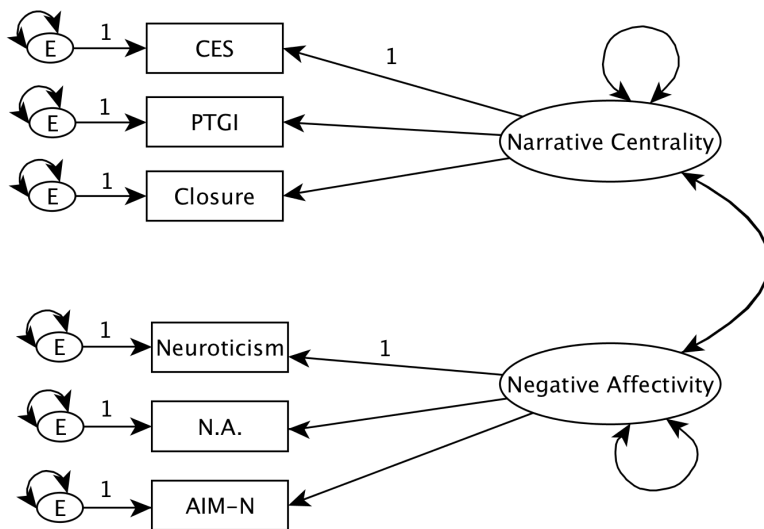 E 1 CES 1
E 1 PTGI
Narrative Centrality
E 1 Closure
E 1 Neuroticism 1
Negative Affectivity
E 1 N.A.
E 1 AIM-N